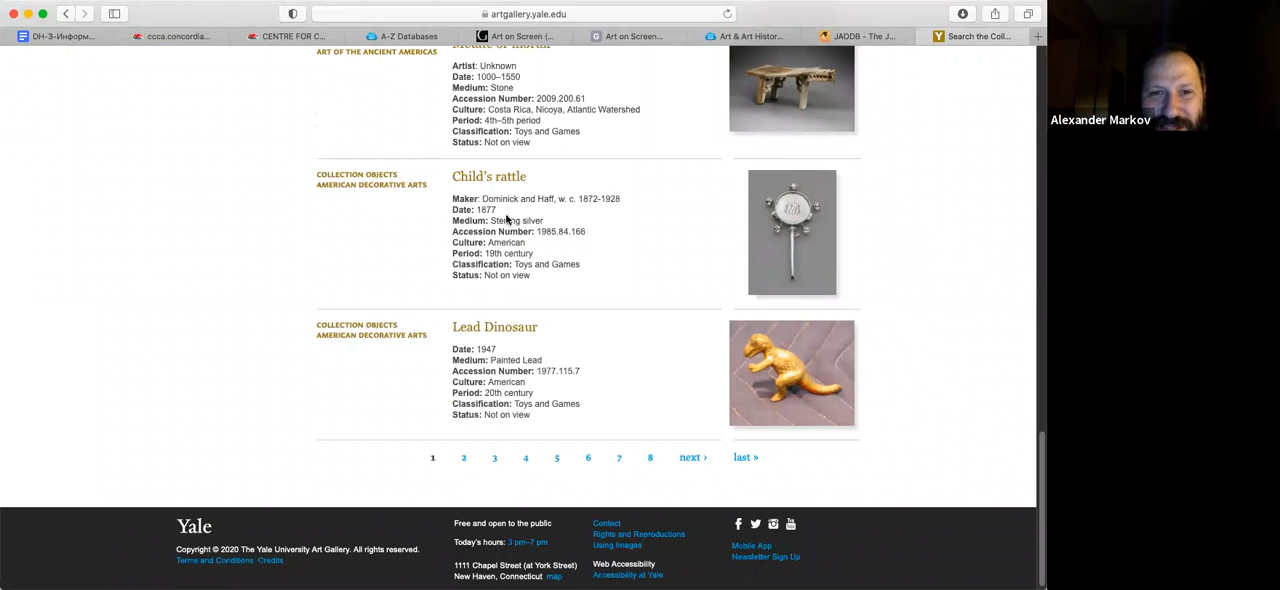 artgallery.yale.edu
DH-3-Информ...
ccca.concordia...
CENTRE FOR C...
A-Z Databases
Art on Screen (...
Art on Screen...
Art & Art Histor...
JAODB - The J...
Search the Coll...
Alexander Markov
ART OF THE ANCIENT AMERICAS
Metate or mortar
Artist: Unknown
Date: 1000–1550
Medium: Stone
Accession Number: 2009.200.61
Culture: Costa Rica, Nicoya, Atlantic Watershed
Period: 4th–5th period
Classification: Toys and Games
Status: Not on view
COLLECTION OBJECTS
AMERICAN DECORATIVE ARTS
Child's rattle
Maker: Dominick and Haff, w. c. 1872-1928
Date: 1877
Medium: Sterling silver
Accession Number: 1985.84.166
Culture: American
Period: 19th century
Classification: Toys and Games
Status: Not on view
COLLECTION OBJECTS
AMERICAN DECORATIVE ARTS
Lead Dinosaur
Date: 1947
Medium: Painted Lead
Accession Number: 1977.115.7
Culture: American
Period: 20th century
Classification: Toys and Games
Status: Not on view
1 2 3 4 5 6 7 8 next › last »
Yale
Copyright © 2020 The Yale University Art Gallery. All rights reserved.
Terms and Conditions Credits
Free and open to the public
Today's hours: 3 pm–7 pm
1111 Chapel Street (at York Street)
New Haven, Connecticut map
Contact
Rights and Reproductions
Using Images
Web Accessibility
Accessibility at Yale
Mobile App
Newsletter Sign Up